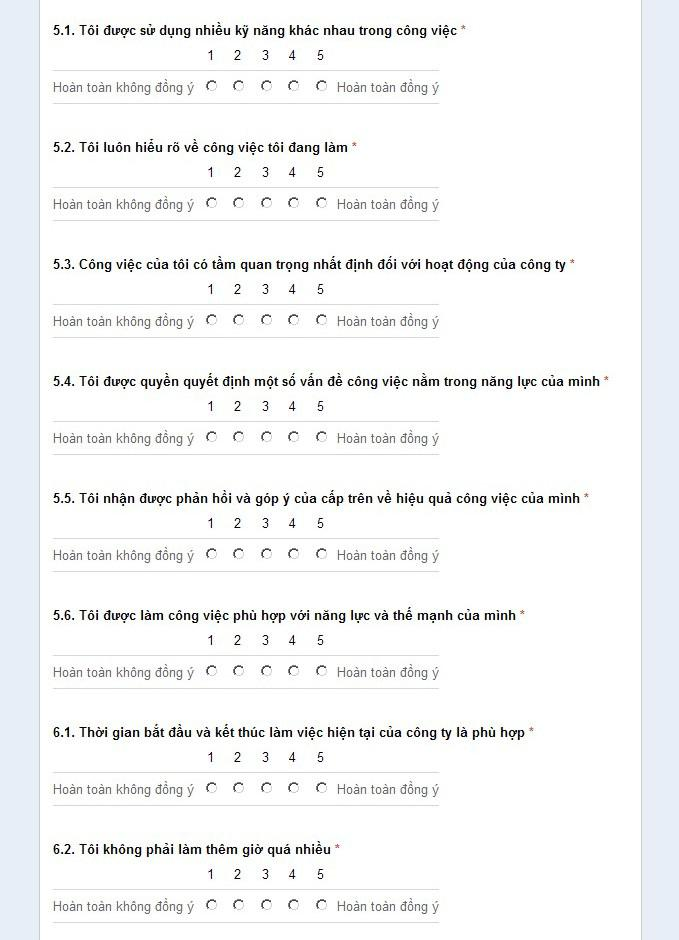 5.1. Tôi được sử dụng nhiều kỹ năng khác nhau trong công việc *
1 2 3 4 5
Hoàn toàn không đồng ý Hoàn toàn đồng ý
5.2. Tôi luôn hiểu rõ về công việc tôi đang làm *
1 2 3 4 5
Hoàn toàn không đồng ý Hoàn toàn đồng ý
5.3. Công việc của tôi có tầm quan trọng nhất định đối với hoạt động của công ty *
1 2 3 4 5
Hoàn toàn không đồng ý Hoàn toàn đồng ý
5.4. Tôi được quyền quyết định một số vấn đề công việc nằm trong năng lực của mình *
1 2 3 4 5
Hoàn toàn không đồng ý Hoàn toàn đồng ý
5.5. Tôi nhận được phản hồi và góp ý của cấp trên về hiệu quả công việc của mình *
1 2 3 4 5
Hoàn toàn không đồng ý Hoàn toàn đồng ý
5.6. Tôi được làm công việc phù hợp với năng lực và thế mạnh của mình *
1 2 3 4 5
Hoàn toàn không đồng ý Hoàn toàn đồng ý
6.1. Thời gian bắt đầu và kết thúc làm việc hiện tại của công ty là phù hợp *
1 2 3 4 5
Hoàn toàn không đồng ý Hoàn toàn đồng ý
6.2. Tôi không phải làm thêm giờ quá nhiều *
1 2 3 4 5
Hoàn toàn không đồng ý Hoàn toàn đồng ý